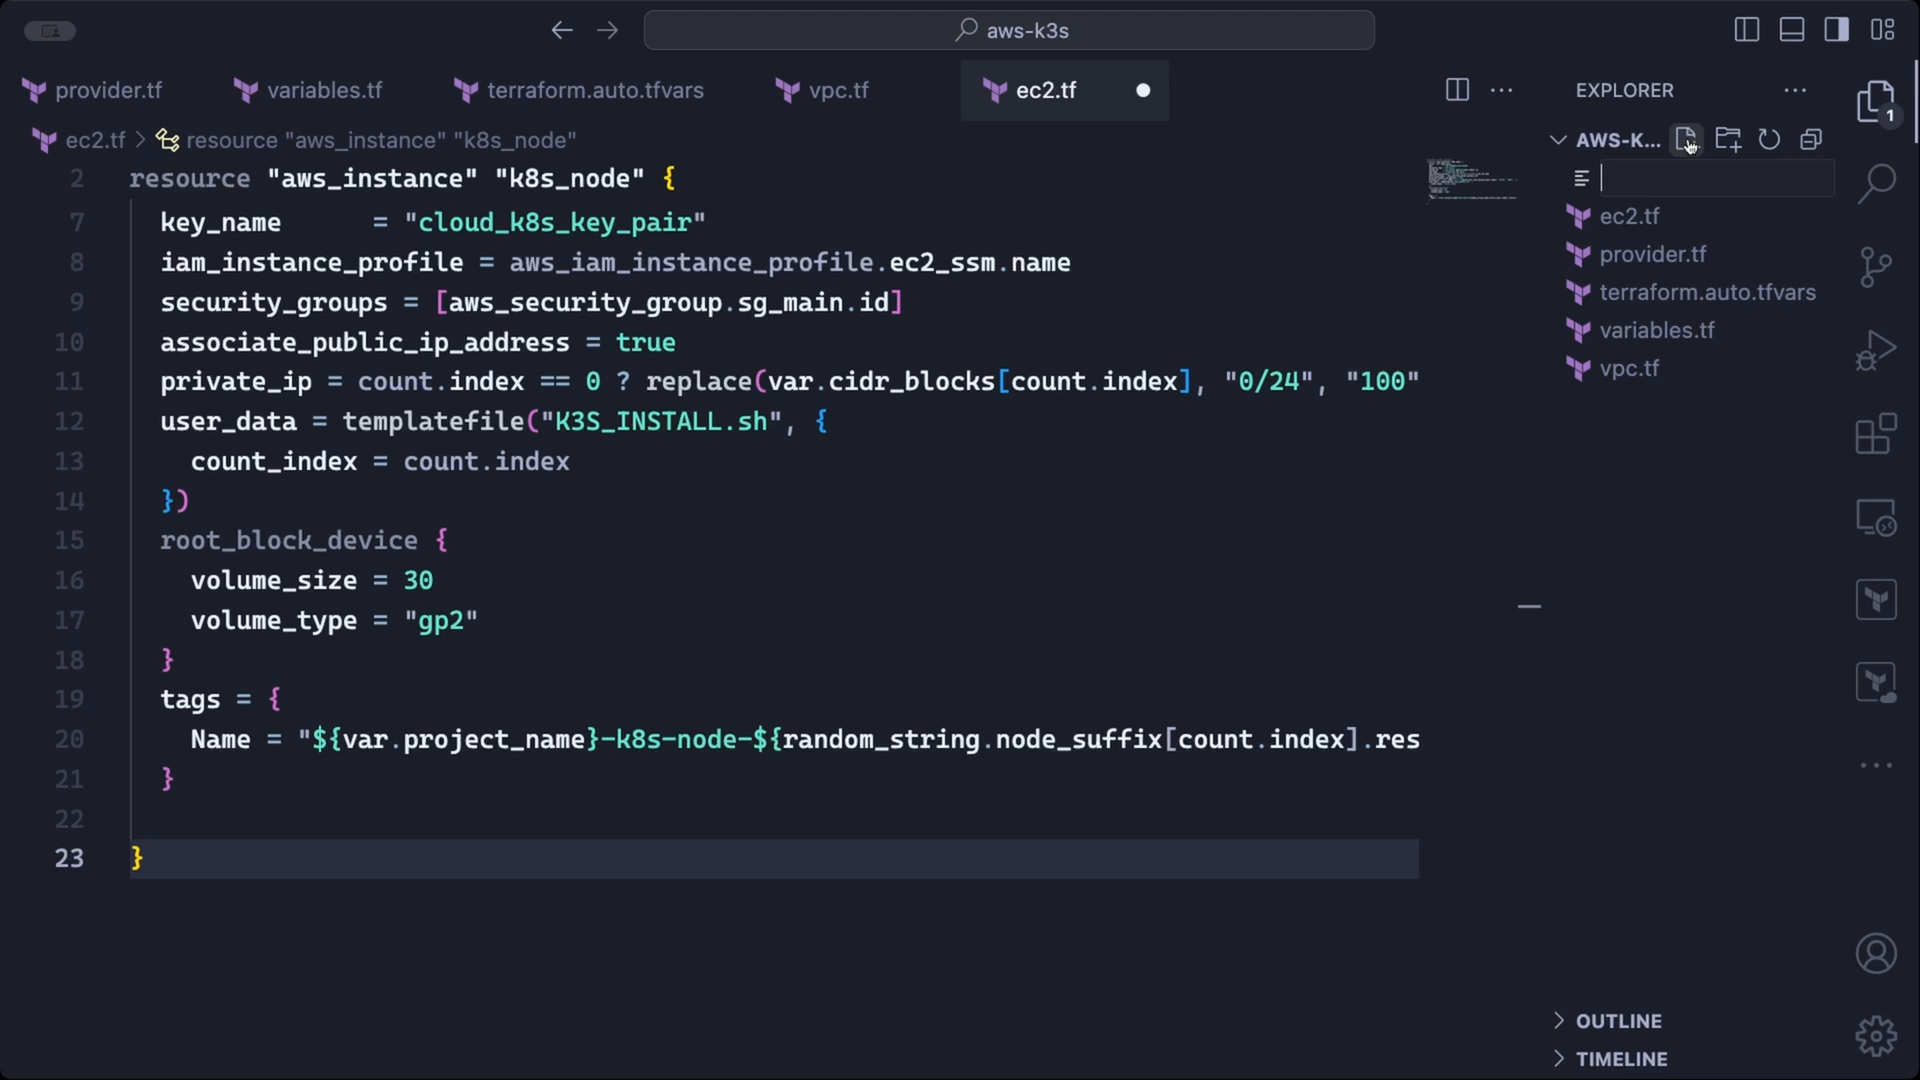 aws-k3s
provider.tf
variables.tf
terraform.auto.tfvars
vpc.tf
ec2.tf
ec2.tf > resource "aws_instance" "k8s_node"
2 resource "aws_instance" "k8s_node" {
7 key_name = "cloud_k8s_key_pair"
8 iam_instance_profile = aws_iam_instance_profile.ec2_ssm.name
9 security_groups = [aws_security_group.sg_main.id]
10 associate_public_ip_address = true
11 private_ip = count.index == 0 ? replace(var.cidr_blocks[count.index], "0/24", "100"
12 user_data = templatefile("K3S_INSTALL.sh", {
13 count_index = count.index
14 })
15 root_block_device {
16 volume_size = 30
17 volume_type = "gp2"
18 }
19 tags = {
20 Name = "${var.project_name}-k8s-node-${random_string.node_suffix[count.index].res
21 }
22
23 }
EXPLORER
AWS-K...
ec2.tf
provider.tf
terraform.auto.tfvars
variables.tf
vpc.tf
OUTLINE
TIMELINE
1